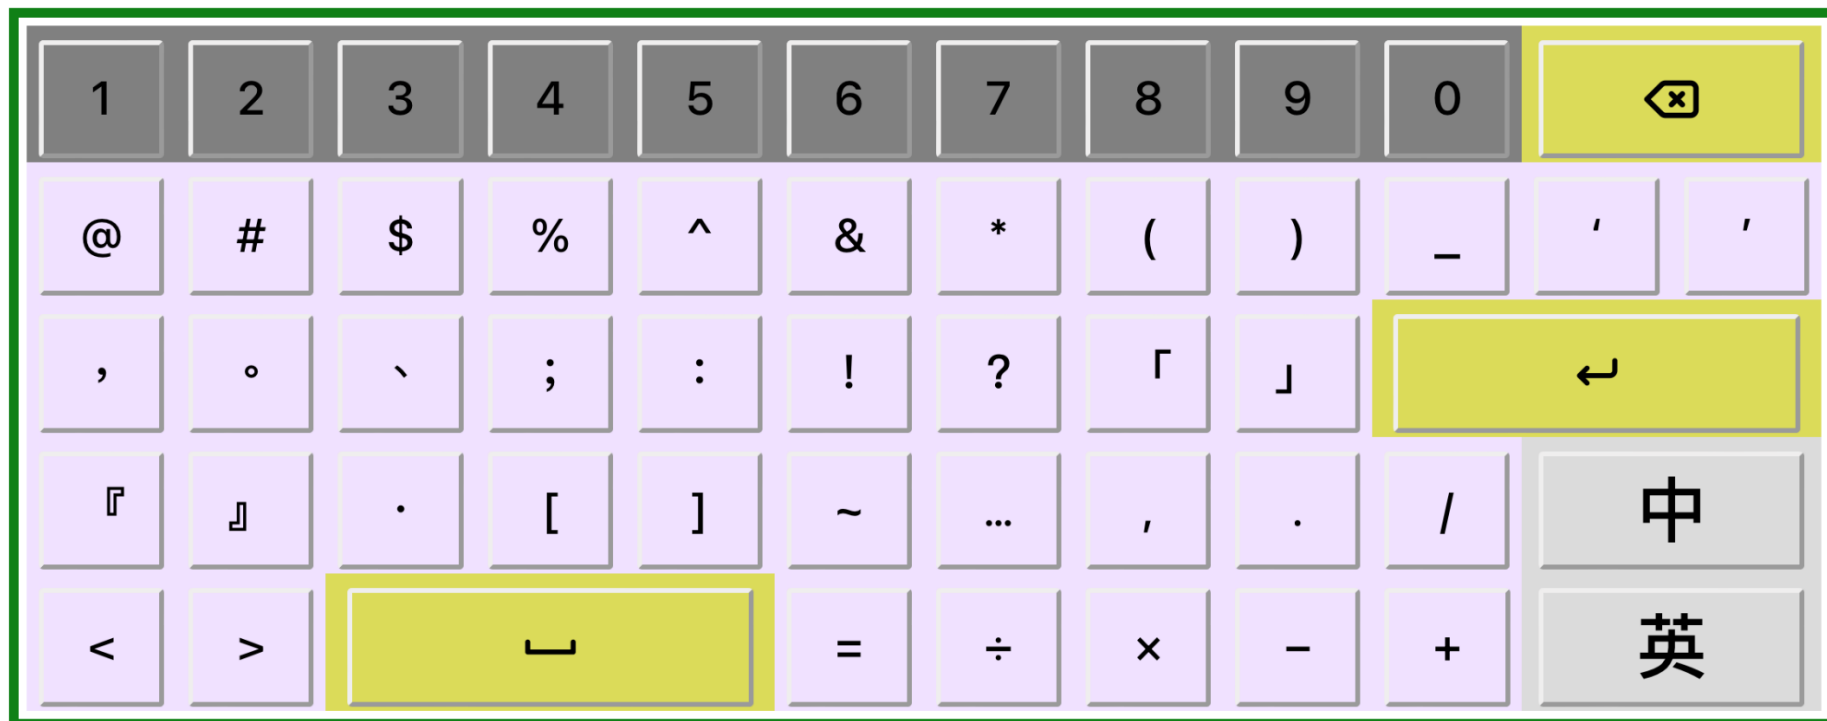 1 2 3 4 5 6 7 8 9 0
@ # $ % ^ & * ( ) _ ‘ ′
， 。 、 ; : ! ? 「 」
『 』 · [ ] ~ … , . /
< > = ÷ × − +
中
英